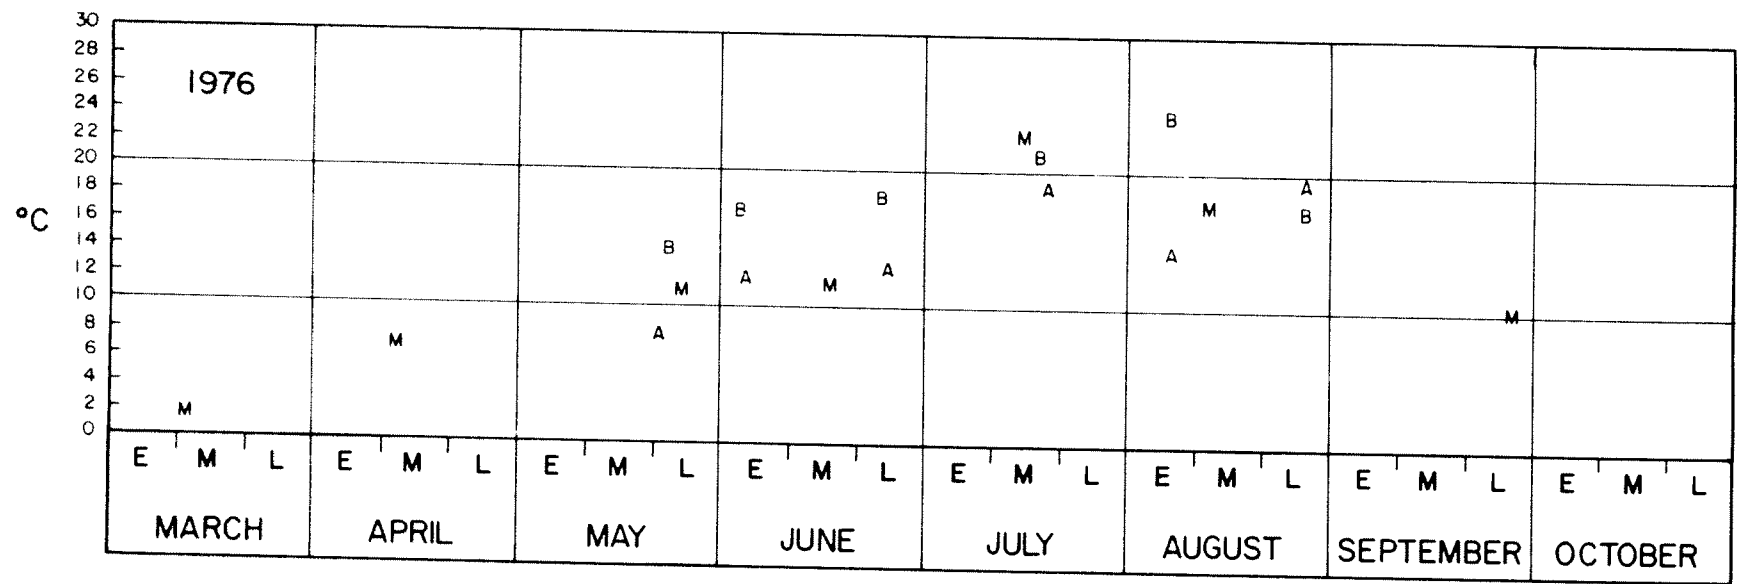 30
28
26
24
22
20
18
16
14
12
10
8
6
4
2
0
°C
1976
M
M
B
M
A
B
A
M
B
A
M
B
A
B
A
M
A
B
M
E M L E M L E M L E M L E M L E M L E M L E M L
MARCH APRIL MAY JUNE JULY AUGUST SEPTEMBER OCTOBER